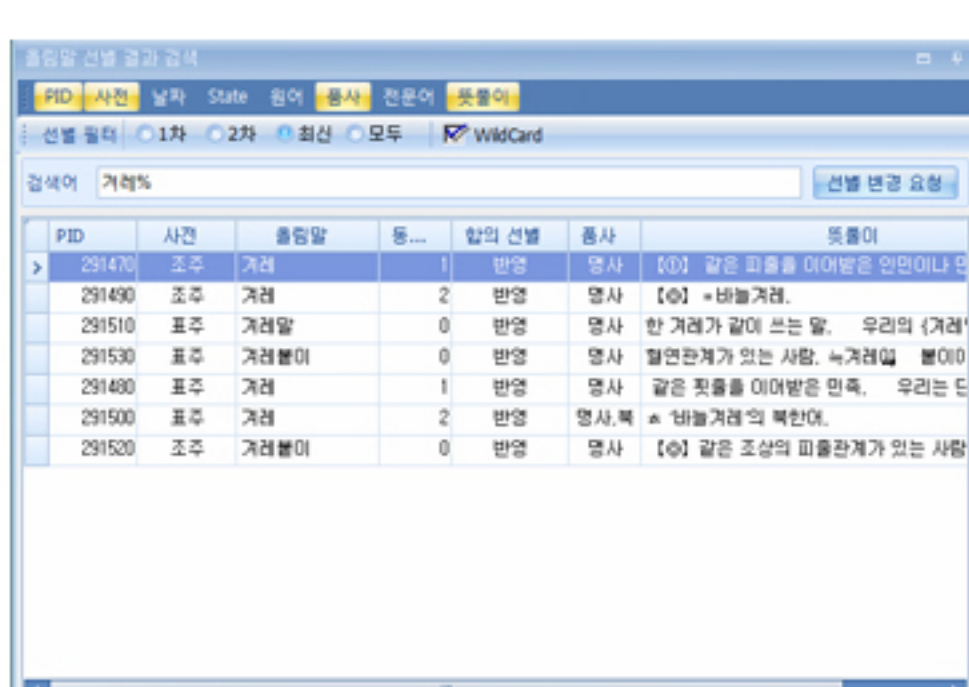 올림말 선별 결과 검색
PID 사전 날짜 State 원어 품사 전문어 뜻풀이
선별 필터 1차 2차 최신 모두 WildCard
검색어 겨레% 선별 변경 요청
PID 사전 올림말 동... 합의 선별 품사 뜻풀이
291470 조주 겨레 1 반영 명사 【①】 같은 피줄을 이어받은 인민이나 민
291490 조주 겨레 2 반영 명사 【◎】 =바늘겨레.
291510 표주 겨레말 0 반영 명사 한 겨레가 같이 쓰는 말. 우리의 {겨레
291530 표주 겨레붙이 0 반영 명사 혈연관계가 있는 사람. 붙이
291480 표주 겨레 1 반영 명사 같은 핏줄을 이어받은 민족. 우리는 단
291500 표주 겨레 2 반영 명사.북 '바늘겨레'의 북한어.
291520 조주 겨레붙이 0 반영 명사 【◎】 같은 조상의 피줄관계가 있는 사람